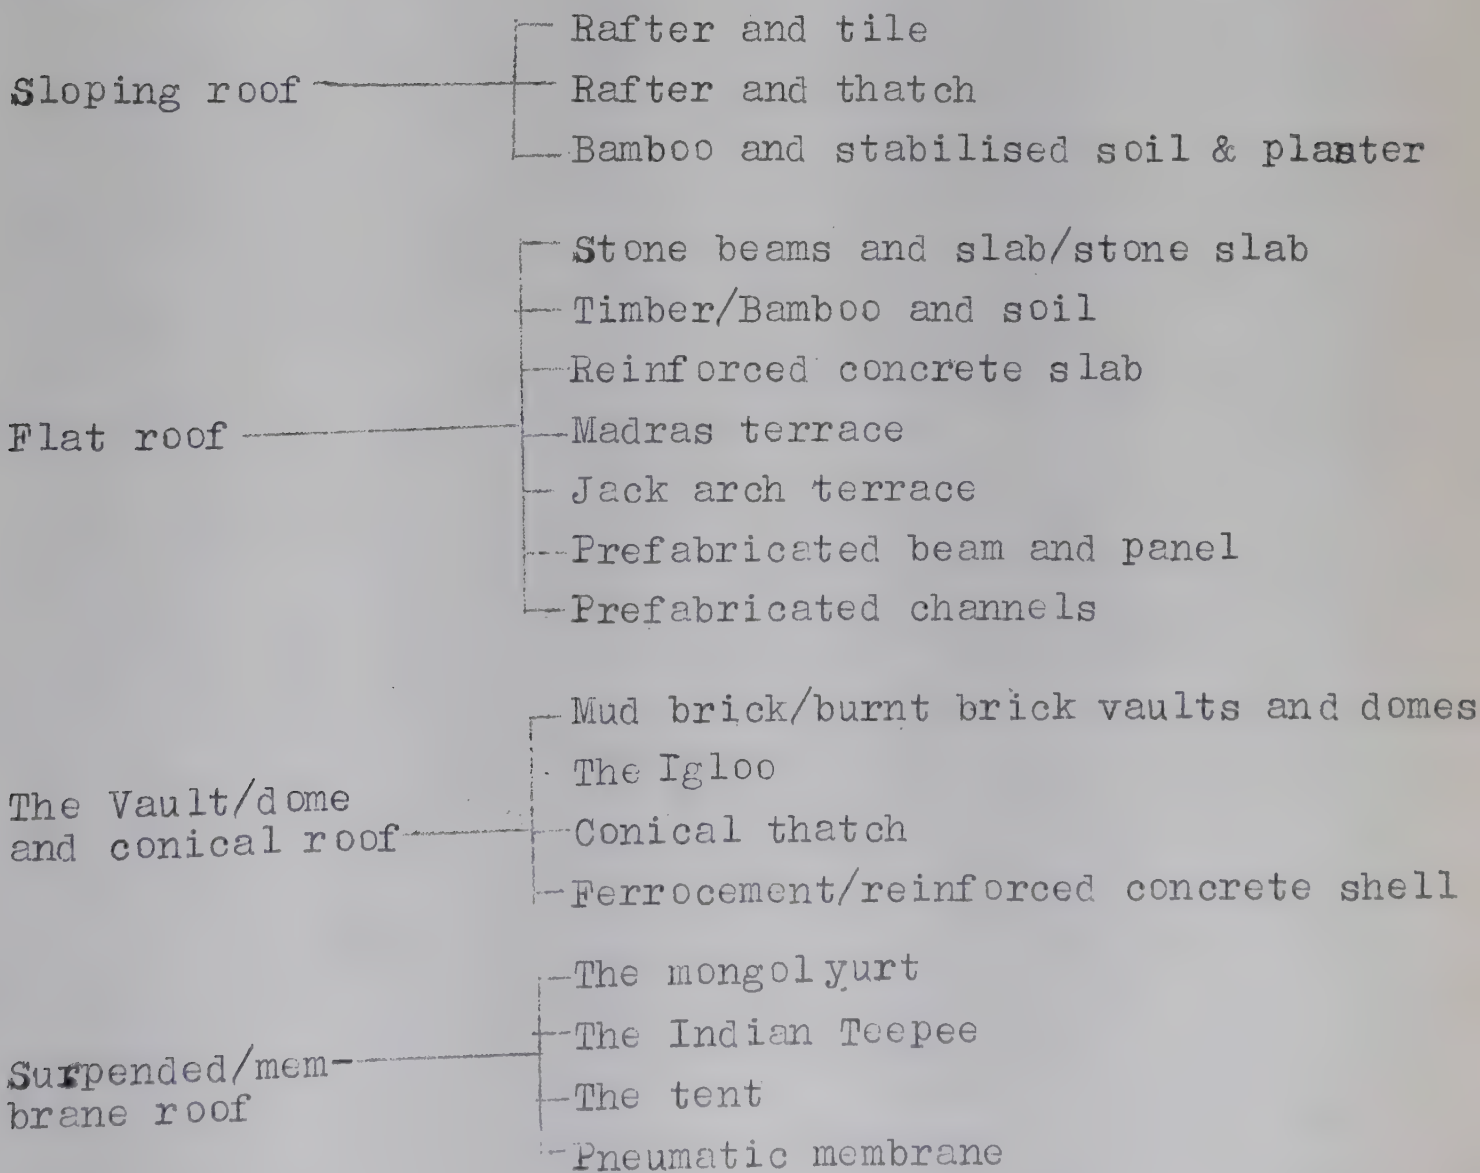 Sloping roof
Rafter and tile
Rafter and thatch
Bamboo and stabilised soil & plaster
Flat roof
Stone beams and slab/stone slab
Timber/Bamboo and soil
Reinforced concrete slab
Madras terrace
Jack arch terrace
Prefabricated beam and panel
Prefabricated channels
The Vault/dome
and conical roof
Mud brick/burnt brick vaults and domes
The Igloo
Conical thatch
Ferrocement/reinforced concrete shell
Surpended/mem-
brane roof
The mongol yurt
The Indian Teepee
The tent
Pneumatic membrane